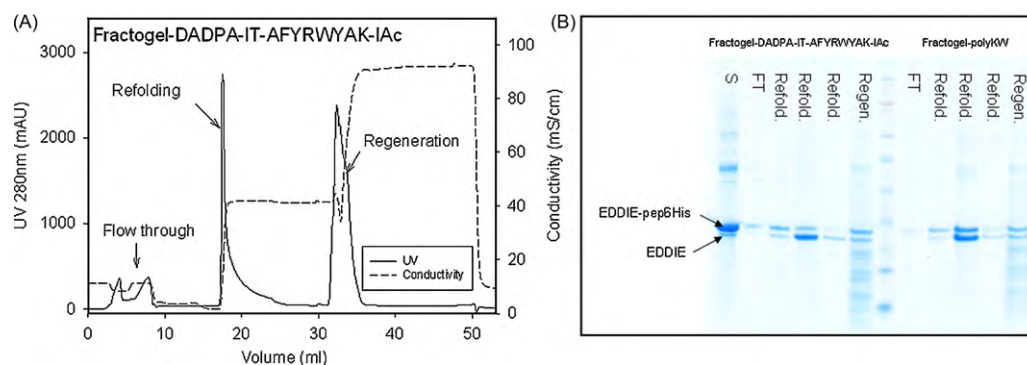 (A)
Fractogel-DADPA-IT-AFYRWYAK-IAc
3000
2000
1000
0
UV 280nm (mAU)
100
80
60
40
20
0
Conductivity (mS/cm)
Refolding
Regeneration
Flow through
UV
Conductivity
0 10 20 30 40 50
Volume (ml)
(B)
Fractogel-DADPA-IT-AFYRWYAK-IAc Fractogel-polyKW
S FT Refold. Refold. Refold. Regen. FT Refold. Refold. Refold. Regen.
EDDIE-pep6His
EDDIE